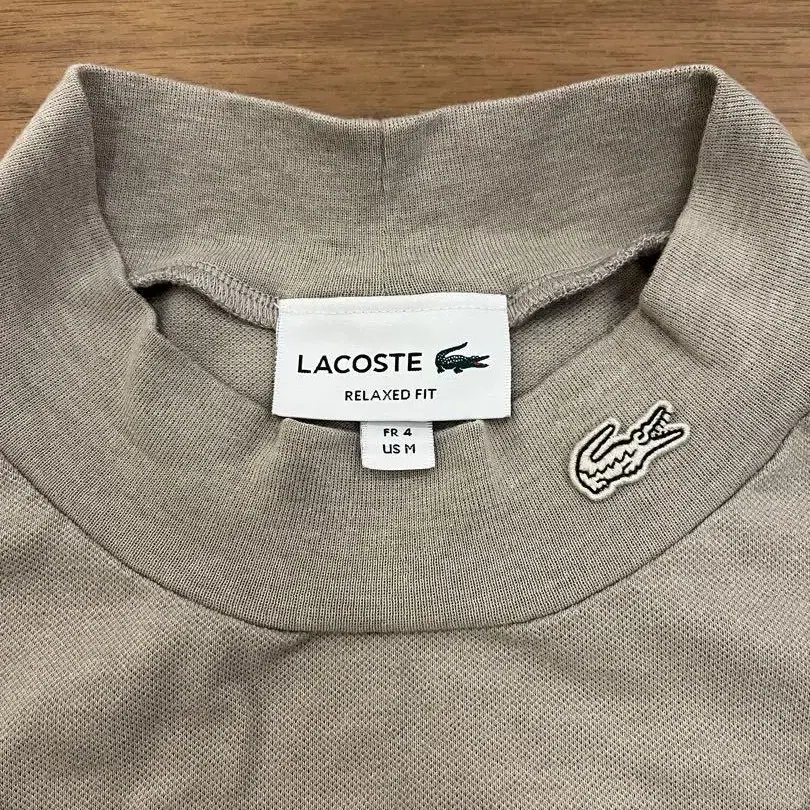 LACOSTE
RELAXED FIT
FR 4
US M